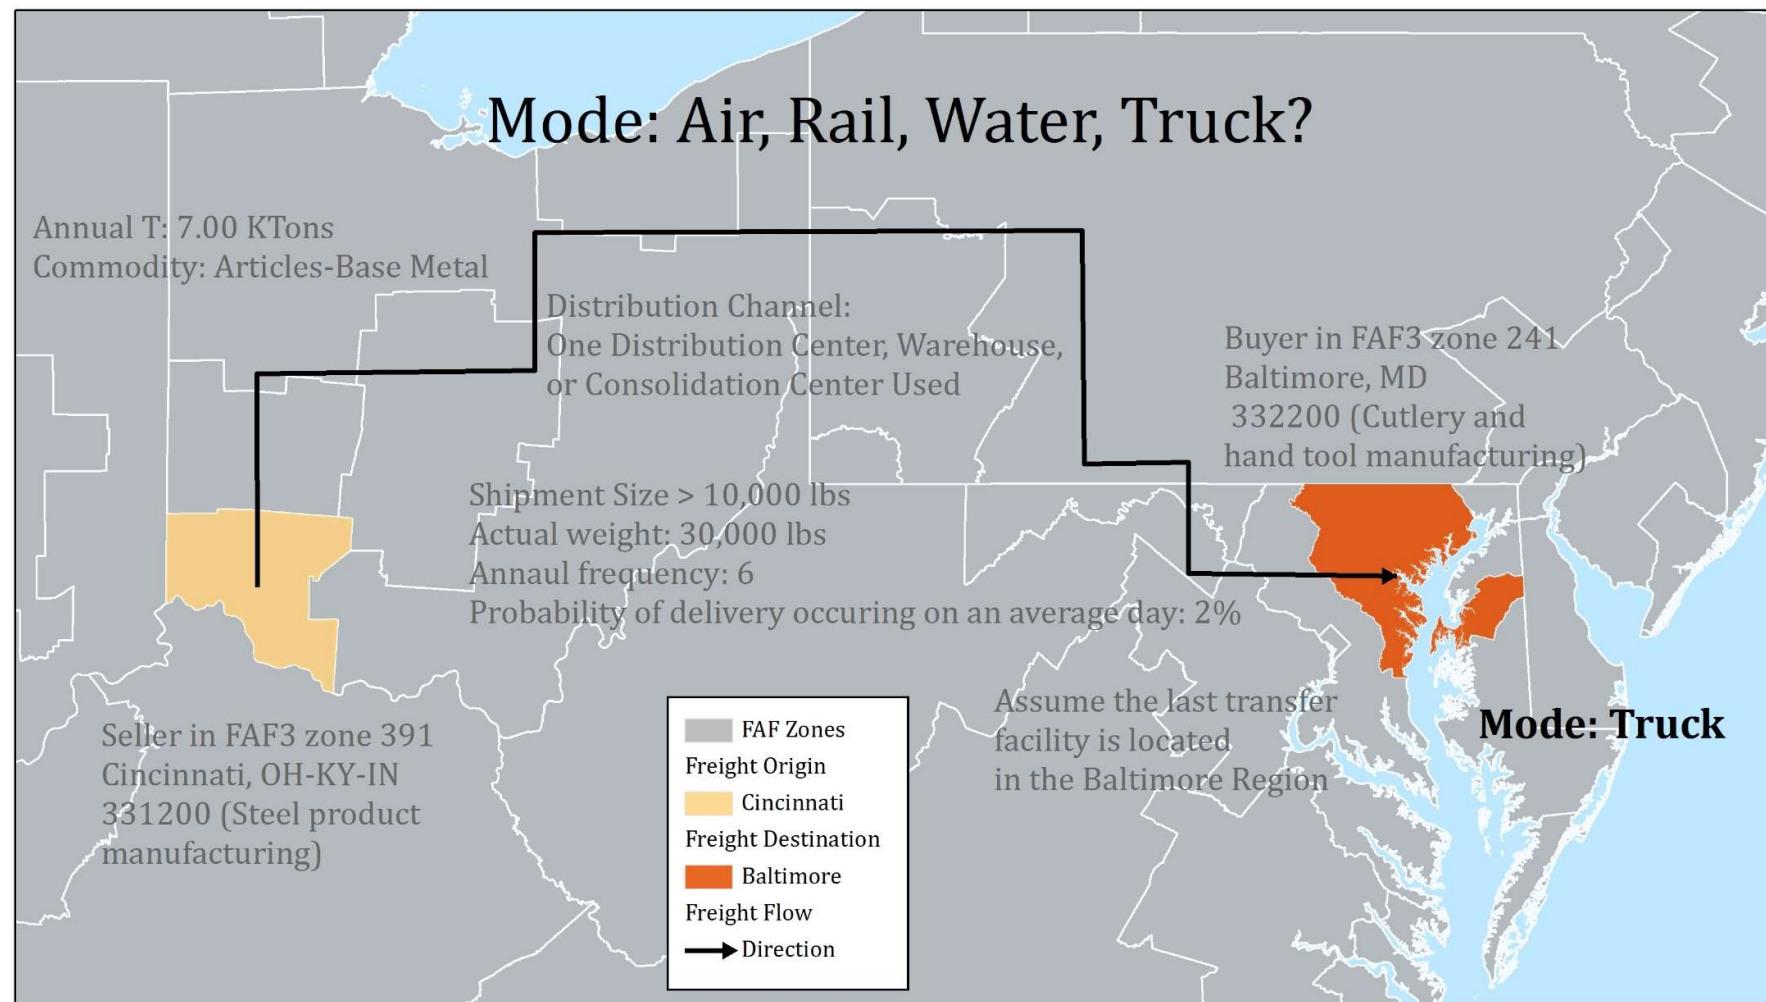 Mode: Air, Rail, Water, Truck?
Annual T: 7.00 KTons
Commodity: Articles-Base Metal
Distribution Channel:
One Distribution Center, Warehouse,
or Consolidation Center Used
Buyer in FAF3 zone 241
Baltimore, MD
332200 (Cutlery and
hand tool manufacturing)
Shipment Size > 10,000 lbs
Actual weight: 30,000 lbs
Annaul frequency: 6
Probability of delivery occuring on an average day: 2%
Seller in FAF3 zone 391
Cincinnati, OH-KY-IN
331200 (Steel product
manufacturing)
Assume the last transfer
facility is located
in the Baltimore Region
Mode: Truck
FAF Zones
Freight Origin
Cincinnati
Freight Destination
Baltimore
Freight Flow
Direction